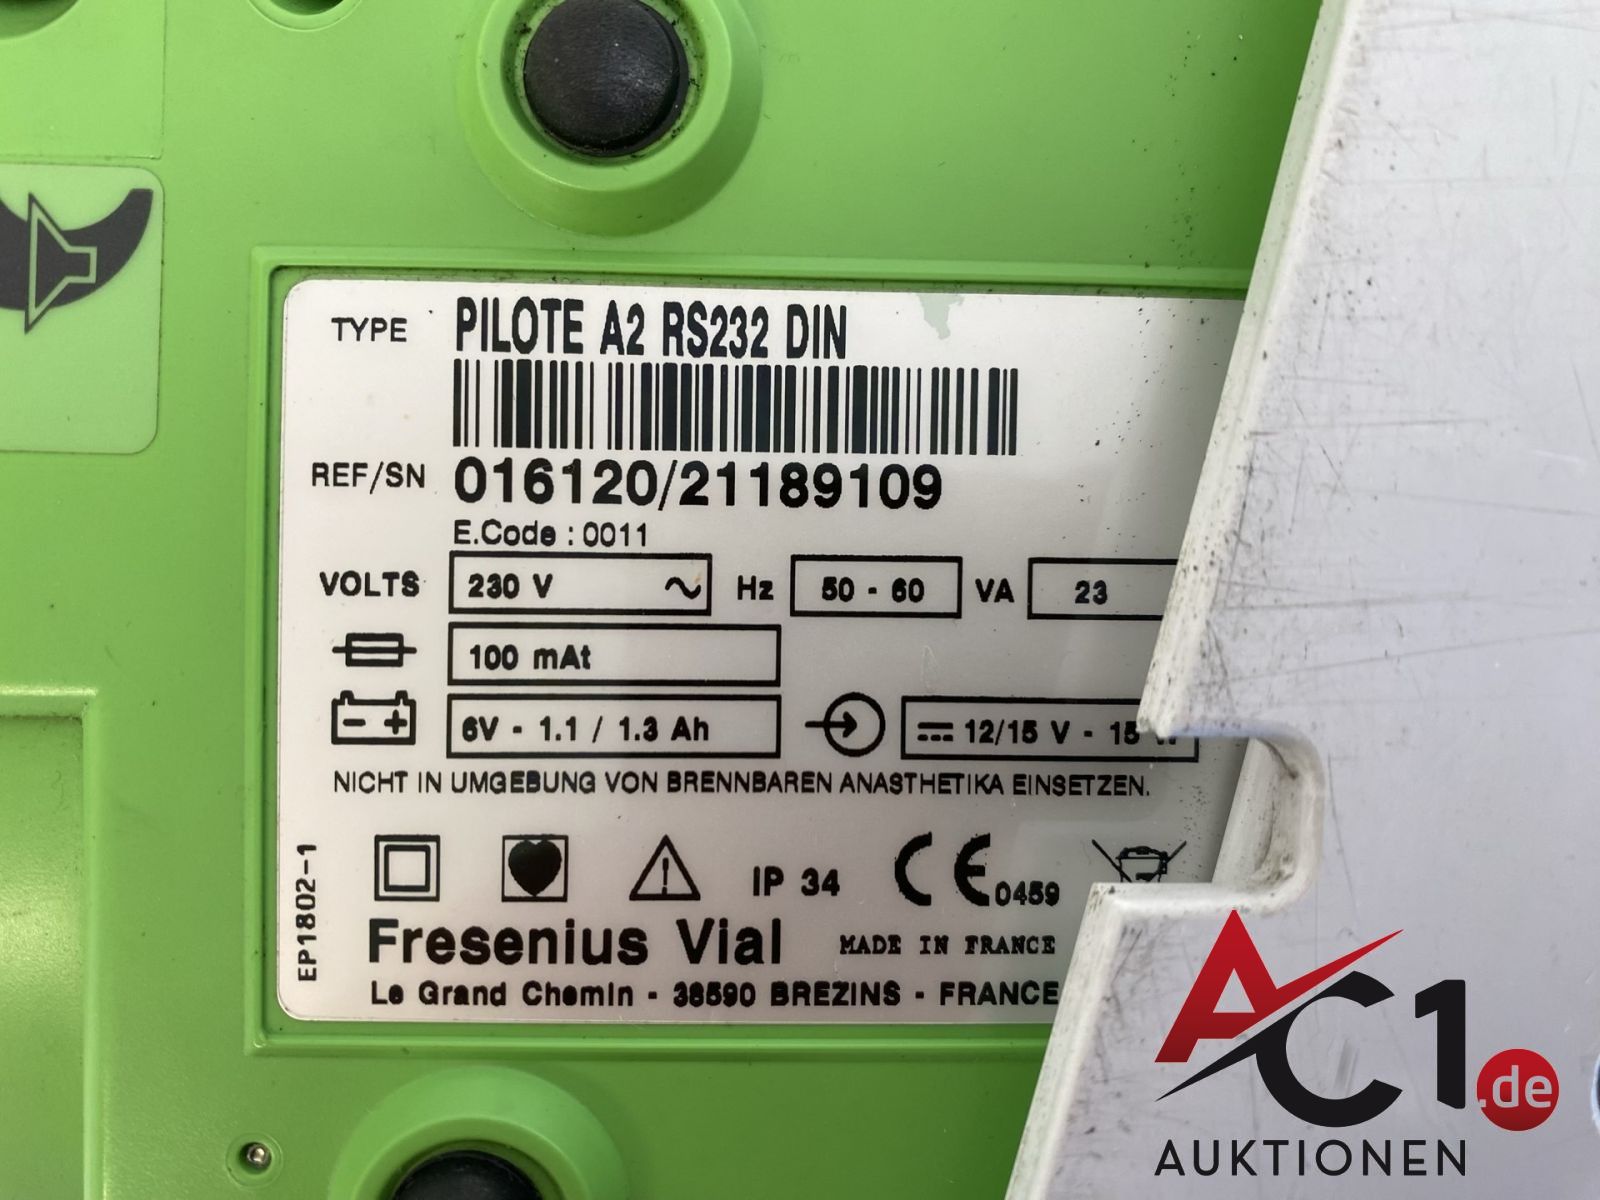 TYPE PILOTE A2 RS232 DIN
REF/SN 016120/21189109
E.Code : 0011
VOLTS 230 V ~ Hz 50 - 60 VA 23
100 mAt
6V - 1.1 / 1.3 Ah 12/15 V - 15
NICHT IN UMGEBUNG VON BRENNBAREN ANASTHETIKA EINSETZEN.
IP 34 CE 0459
EP1802-1
Fresenius Vial MADE IN FRANCE
Le Grand Chemin - 38590 BREZINS - FRANCE
AC1.de
AUKTIONEN